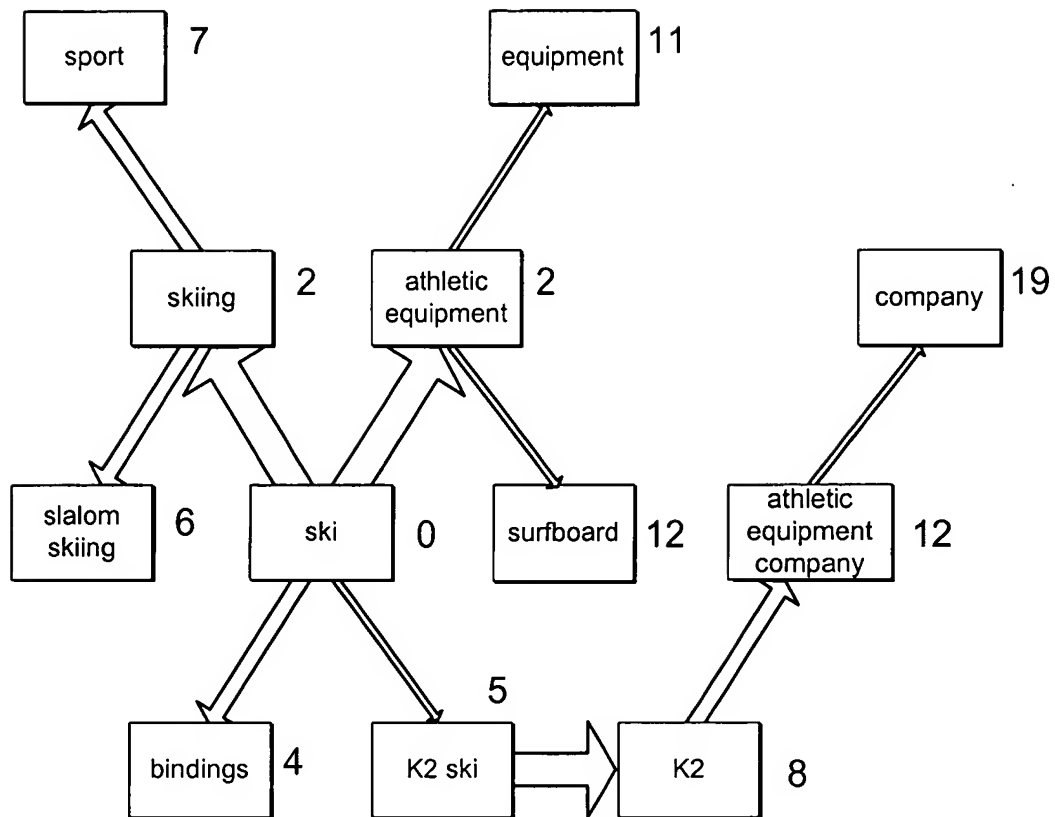 sport
7
equipment
11
skiing
2
athletic
equipment
2
company
19
slalom
skiing
6
ski
0
surfboard
12
athletic
equipment
company
12
bindings
4
5
K2 ski
K2
8